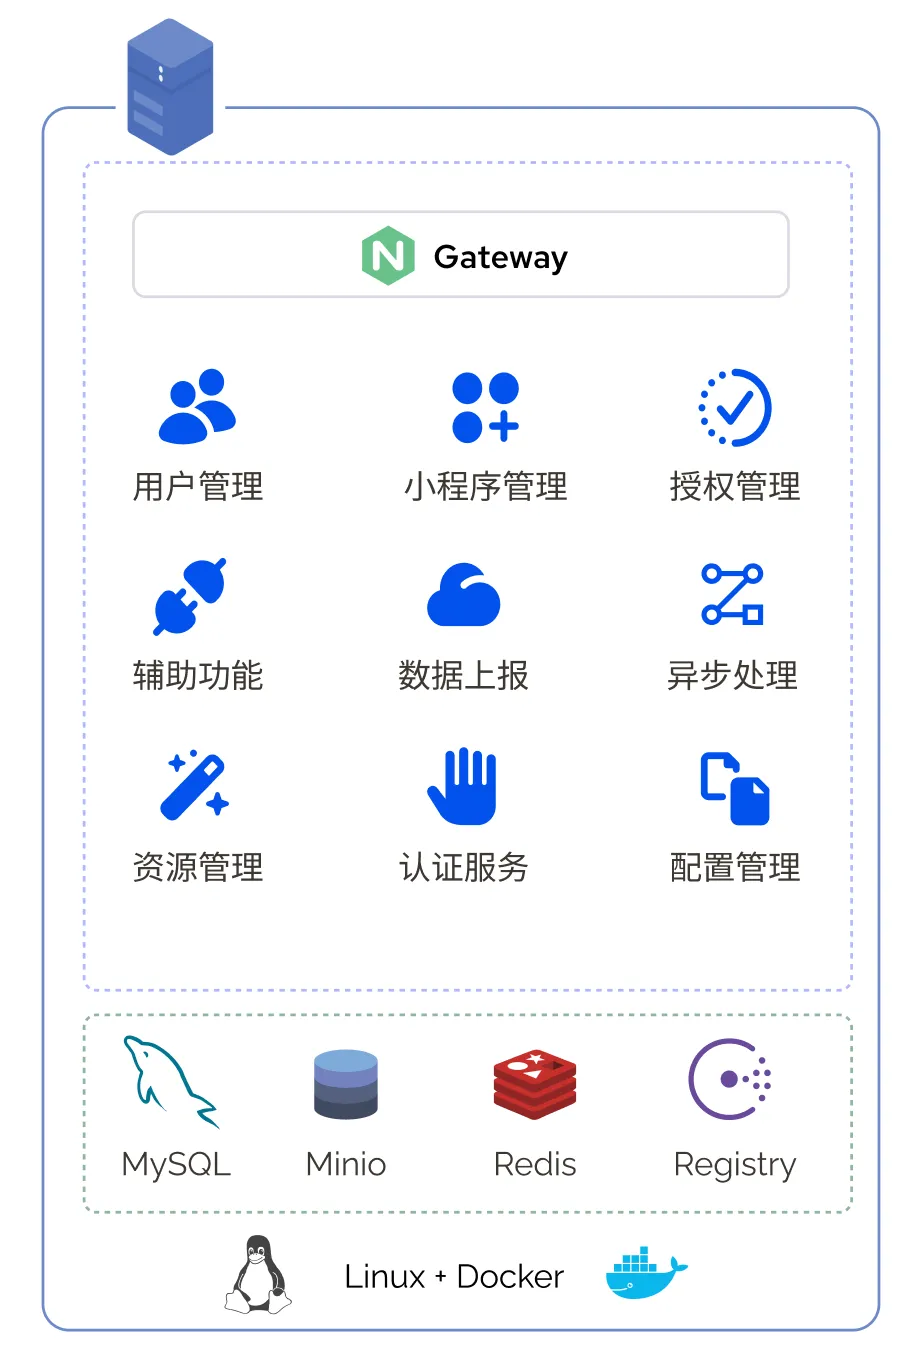 Gateway
用户管理
小程序管理
授权管理
辅助功能
数据上报
异步处理
资源管理
认证服务
配置管理
MySQL
Minio
Redis
Registry
Linux + Docker